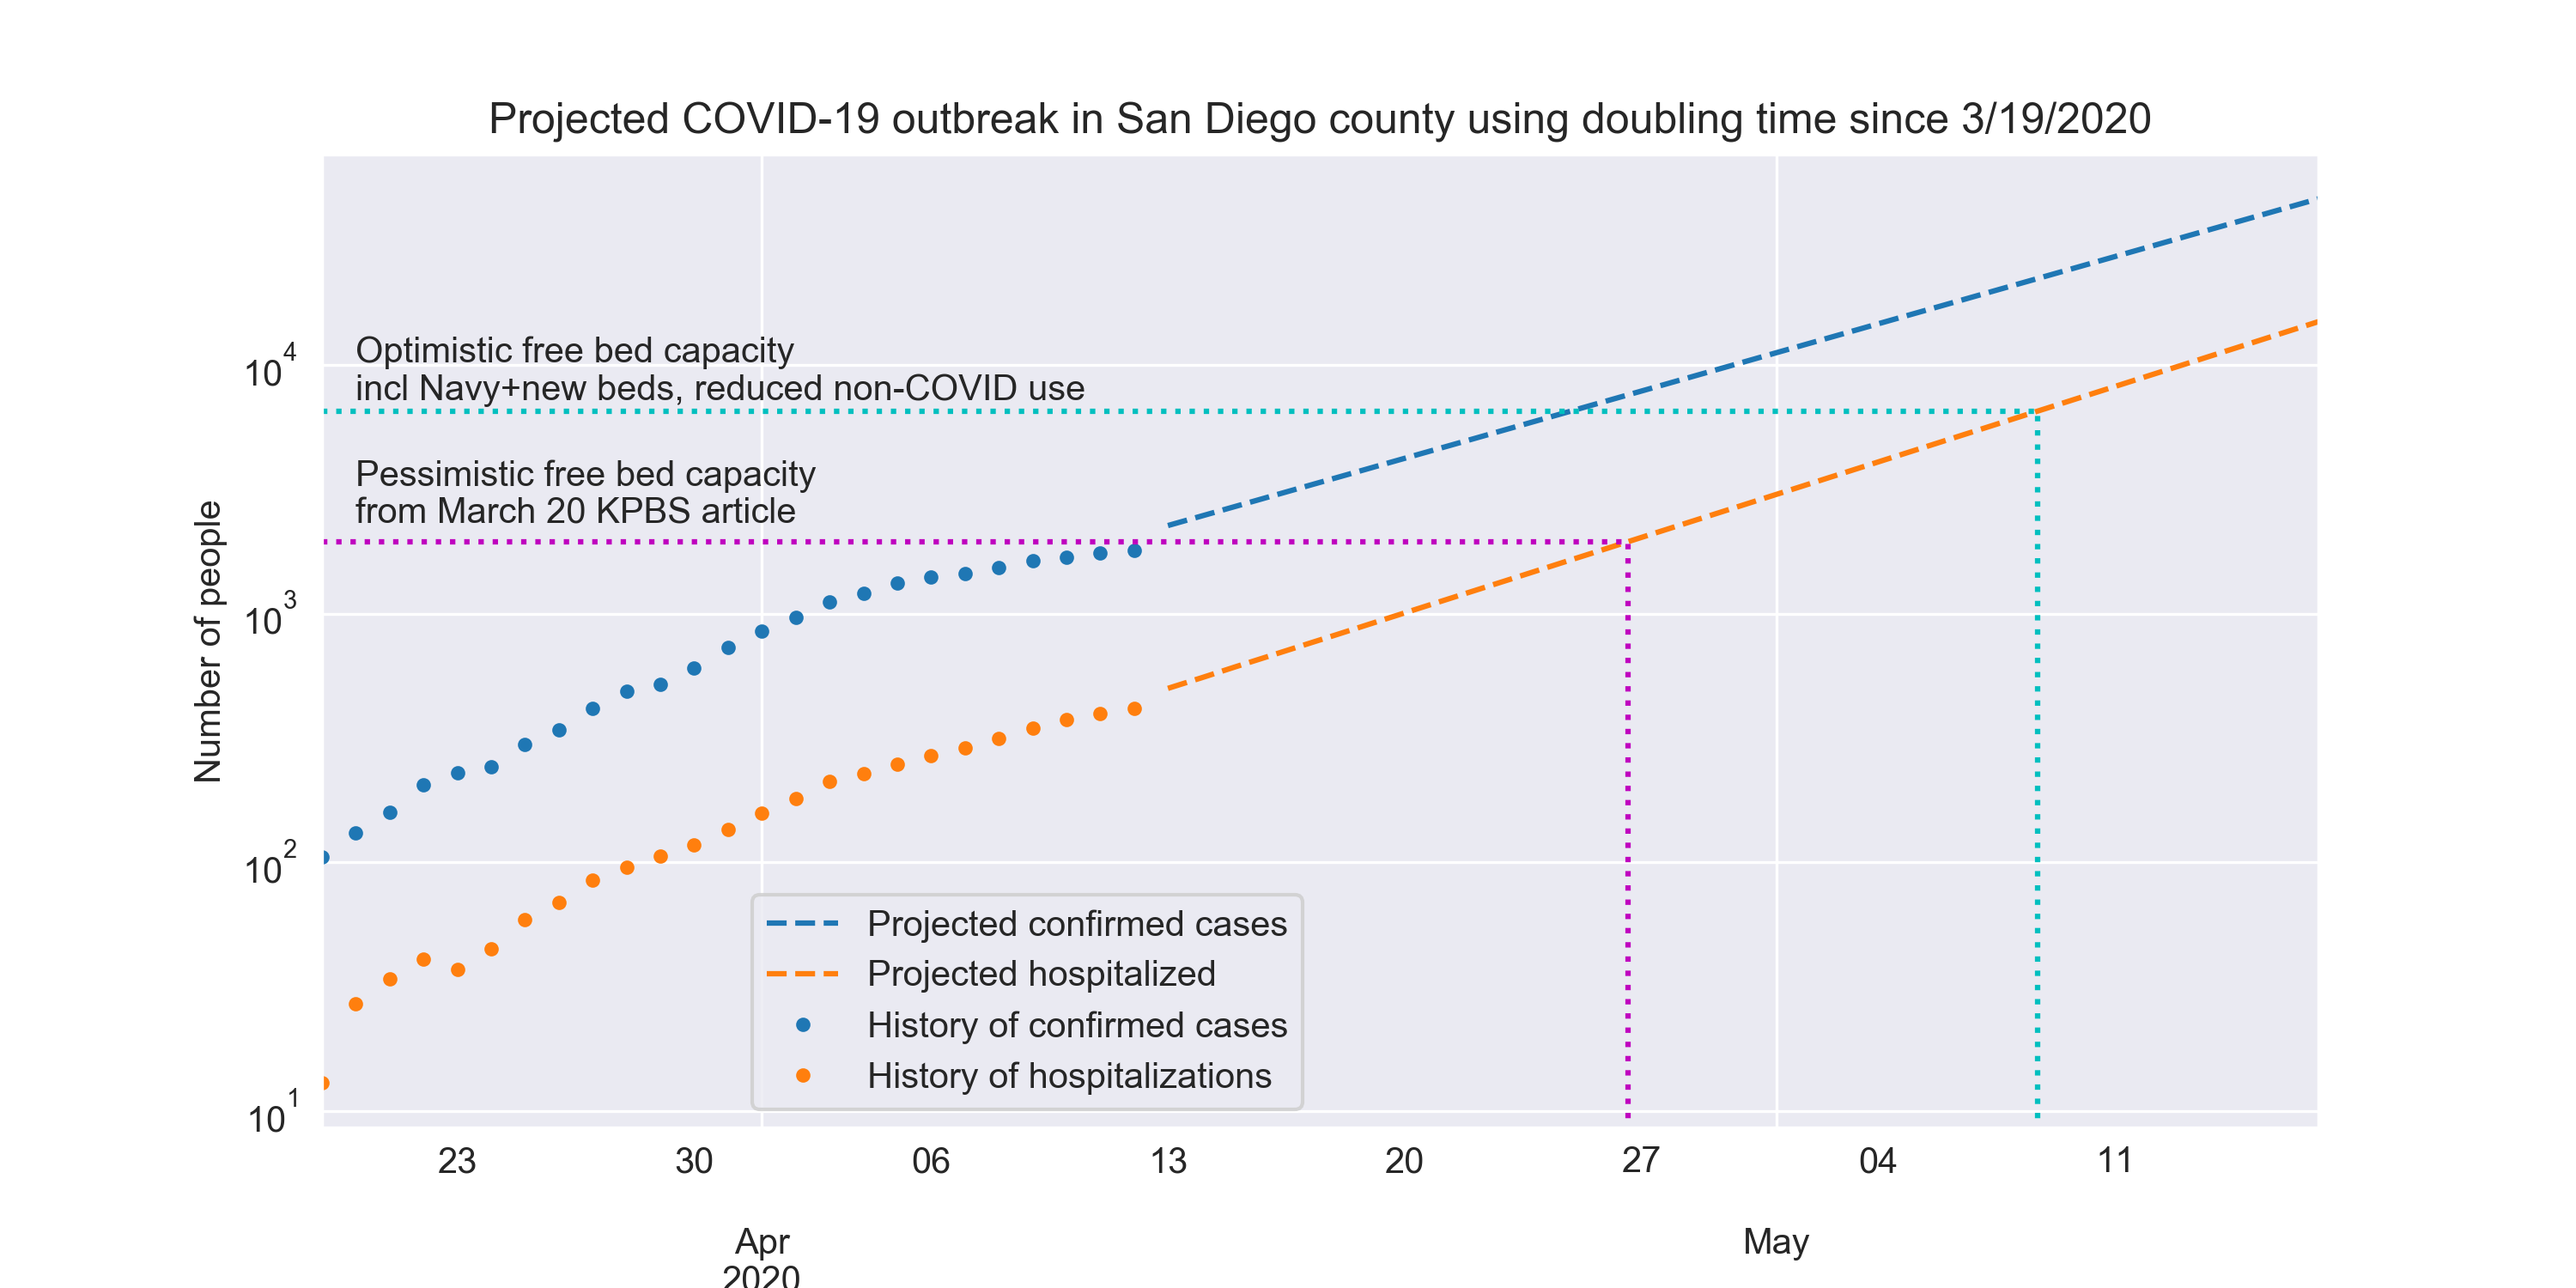 Projected COVID-19 outbreak in San Diego county using doubling time since 3/19/2020
Optimistic free bed capacity
incl Navy+new beds, reduced non-COVID use
Pessimistic free bed capacity
from March 20 KPBS article
Number of people
10^4
10^3
10^2
10^1
Projected confirmed cases
Projected hospitalized
History of confirmed cases
History of hospitalizations
23 30 06 13 20 27 04 11
Apr May
2020